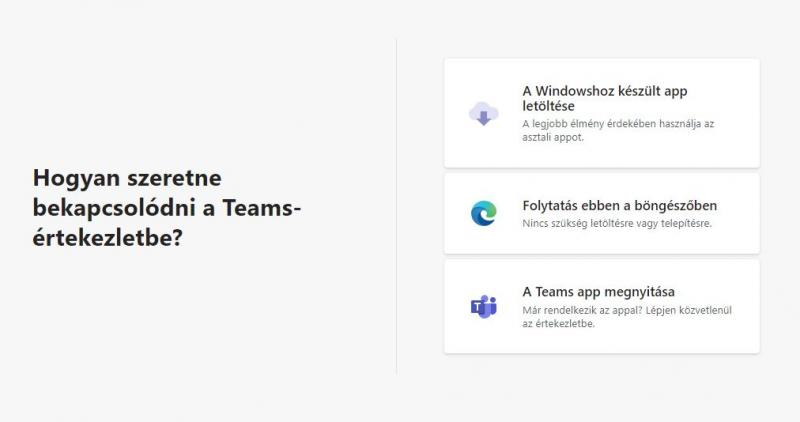 Hogyan szeretne
bekapcsolódni a Teams-
értekezletbe?
A Windowshoz készült app
letöltése
A legjobb élmény érdekében használja az
asztali appot.
Folytatás ebben a böngészőben
Nincs szükség letöltésre vagy telepítésre.
T
A Teams app megnyitása
Már rendelkezik az appal? Lépjen közvetlenül
az értekezletbe.